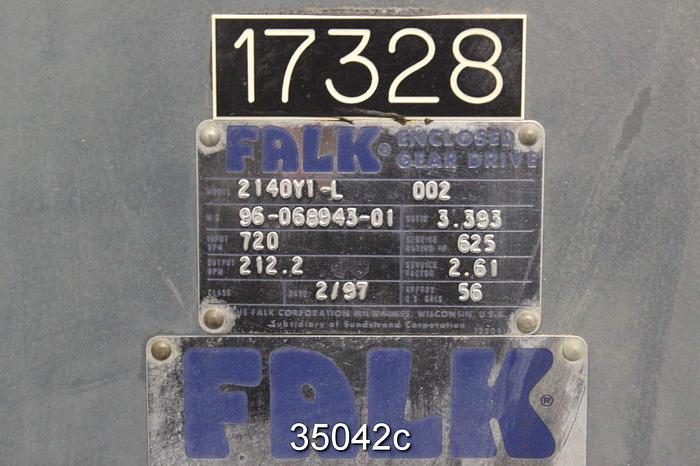 17328
FALK® ENCLOSED
GEAR DRIVE
MODEL 2140Y1-L 002
M.O. 96-068943-01 RATIO 3.393
INPUT RPM 720 SERVICE 625
OUTPUT RPM 212.2 SERVICE FACTOR 2.61
CLASS DATE 2/97 APPROX U.S. GALS 56
THE FALK CORPORATION MILWAUKEE, WISCONSIN, U.S.A.
Subsidiary of Sundstrand Corporation
FALK®
35042c